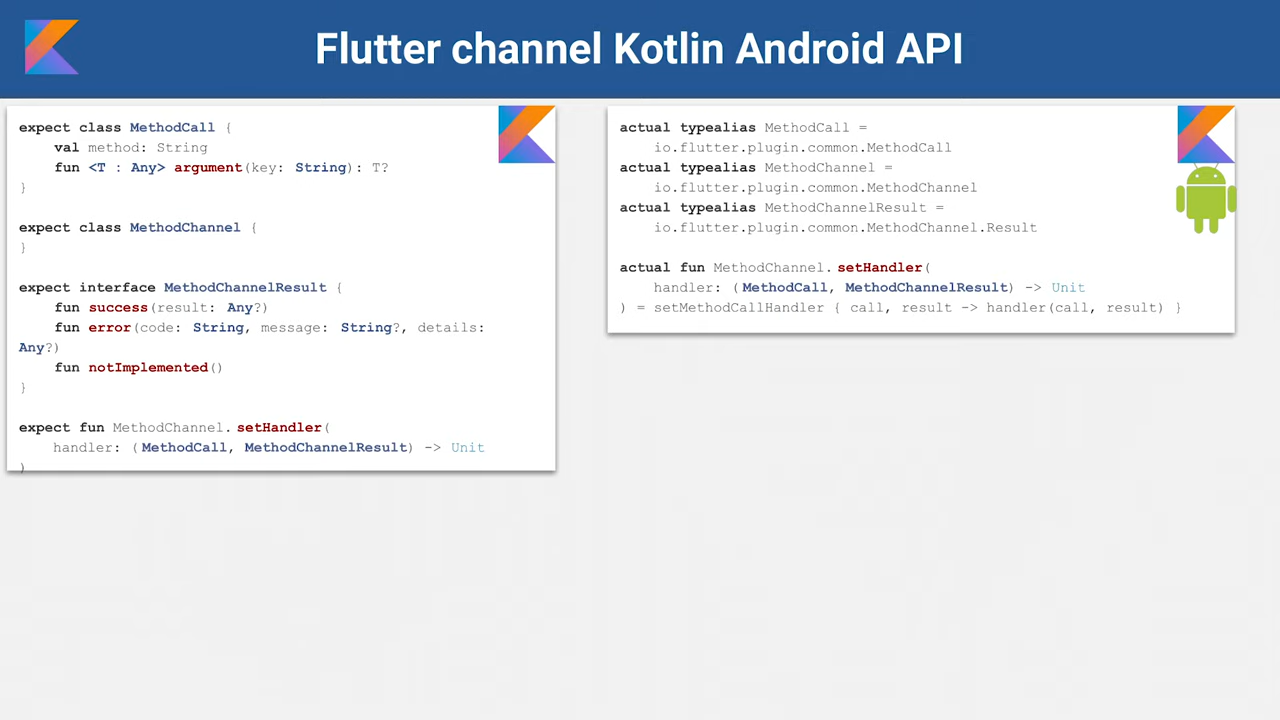 Flutter channel Kotlin Android API
expect class MethodCall {
    val method: String
    fun <T : Any> argument(key: String): T?
}
expect class MethodChannel {
}
expect interface MethodChannelResult {
    fun success(result: Any?)
    fun error(code: String, message: String?, details:
Any?)
    fun notImplemented()
}
expect fun MethodChannel.setHandler(
    handler: (MethodCall, MethodChannelResult) -> Unit
)
actual typealias MethodCall =
    io.flutter.plugin.common.MethodCall
actual typealias MethodChannel =
    io.flutter.plugin.common.MethodChannel
actual typealias MethodChannelResult =
    io.flutter.plugin.common.MethodChannel.Result
actual fun MethodChannel.setHandler(
    handler: (MethodCall, MethodChannelResult) -> Unit
) = setMethodCallHandler { call, result -> handler(call, result) }